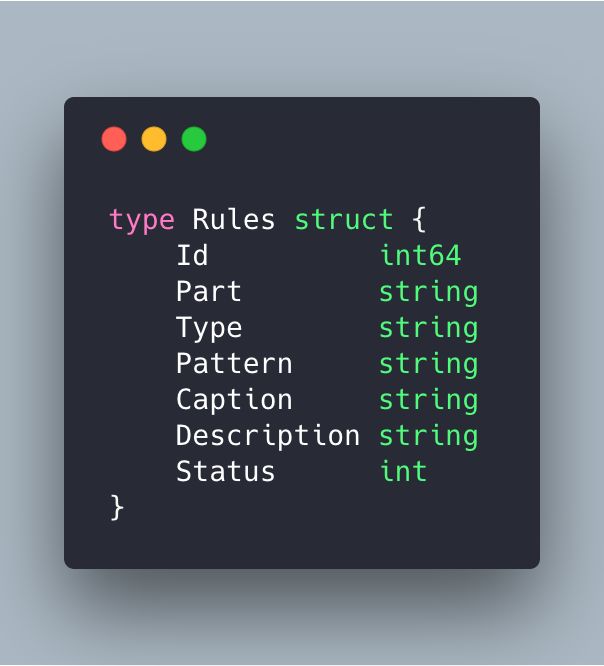 type Rules struct {
    Id          int64
    Part        string
    Type        string
    Pattern     string
    Caption     string
    Description string
    Status      int
}